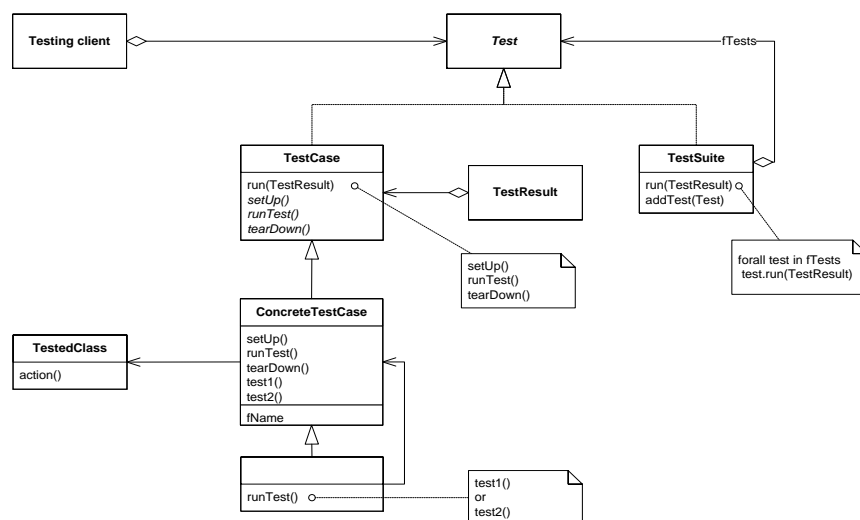 Testing client
Test
fTests
TestCase
run(TestResult)
setUp()
runTest()
tearDown()
TestResult
TestSuite
run(TestResult)
addTest(Test)
setUp()
runTest()
tearDown()
forall test in fTests
test.run(TestResult)
ConcreteTestCase
setUp()
runTest()
tearDown()
test1()
test2()
fName
TestedClass
action()
runTest()
test1()
or
test2()